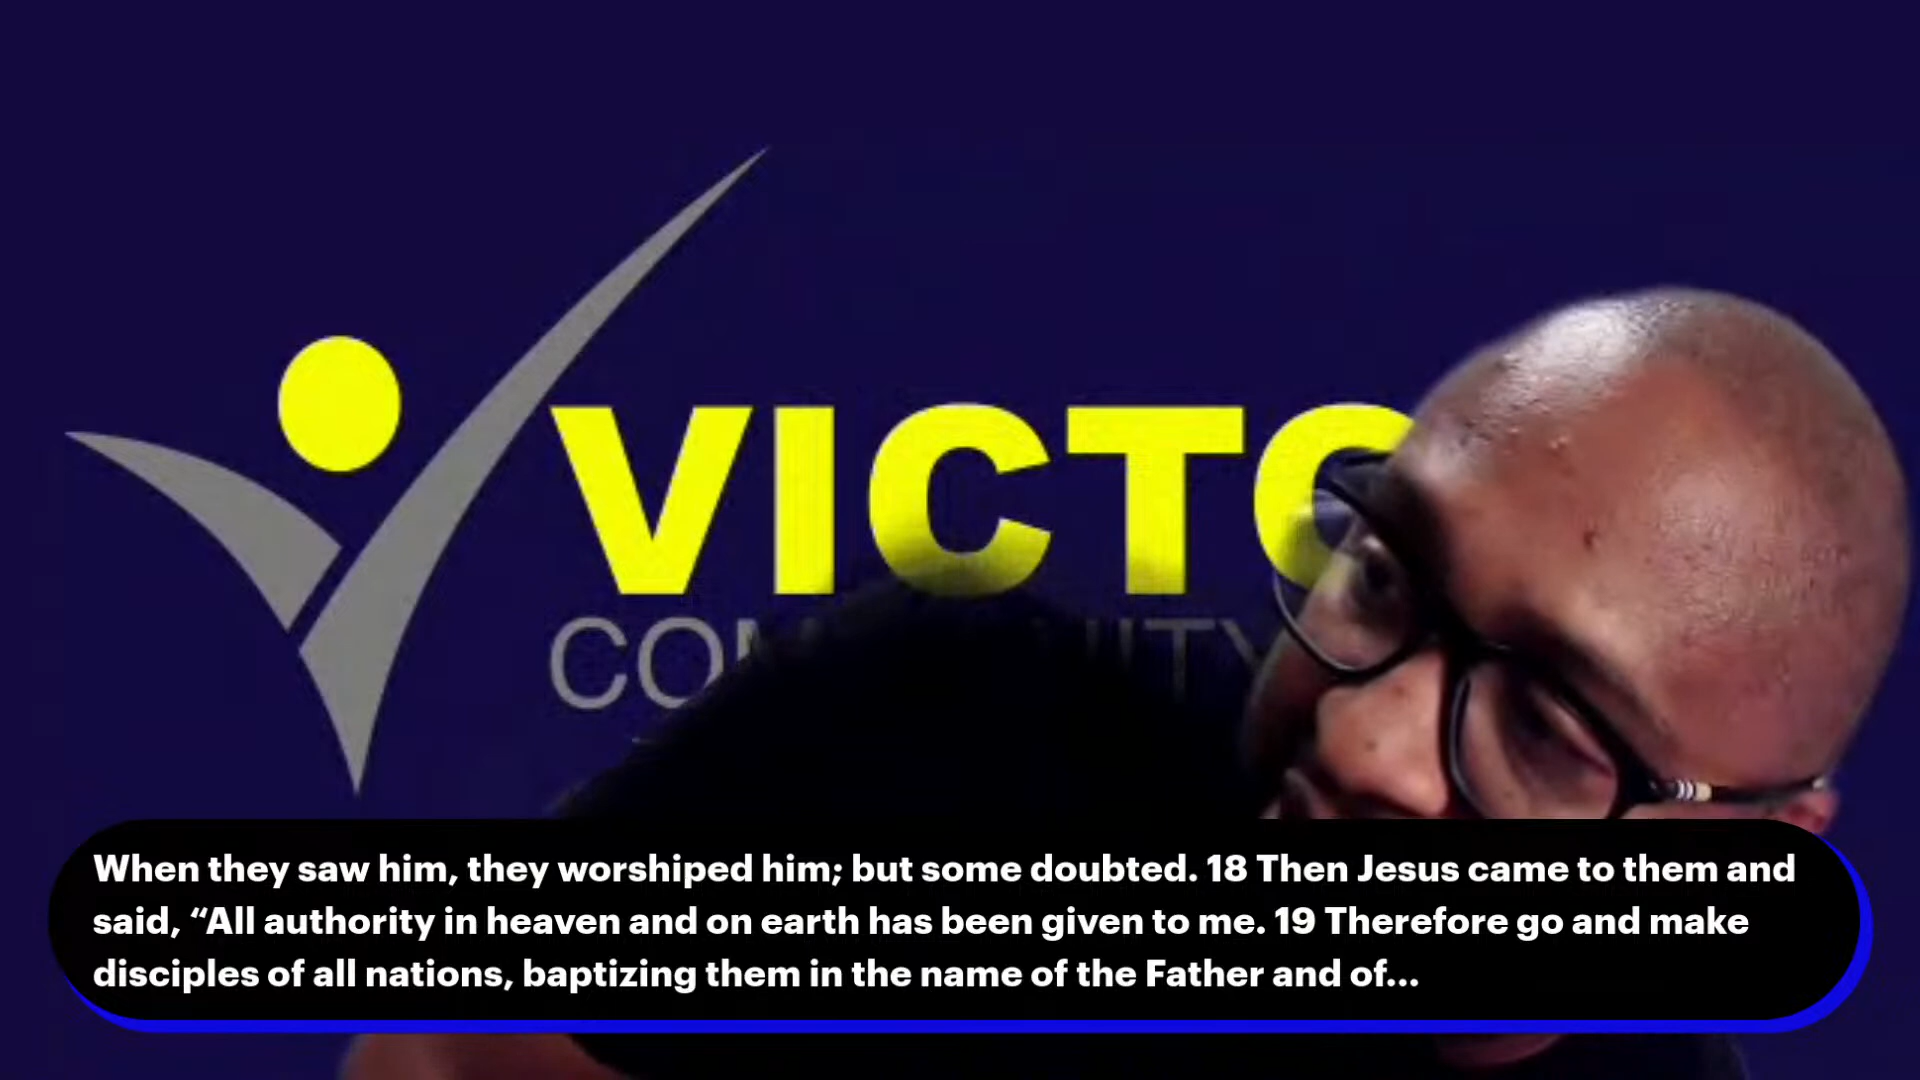 VICTO
COM UITY
When they saw him, they worshiped him; but some doubted. 18 Then Jesus came to them and
said, “All authority in heaven and on earth has been given to me. 19 Therefore go and make
disciples of all nations, baptizing them in the name of the Father and of...